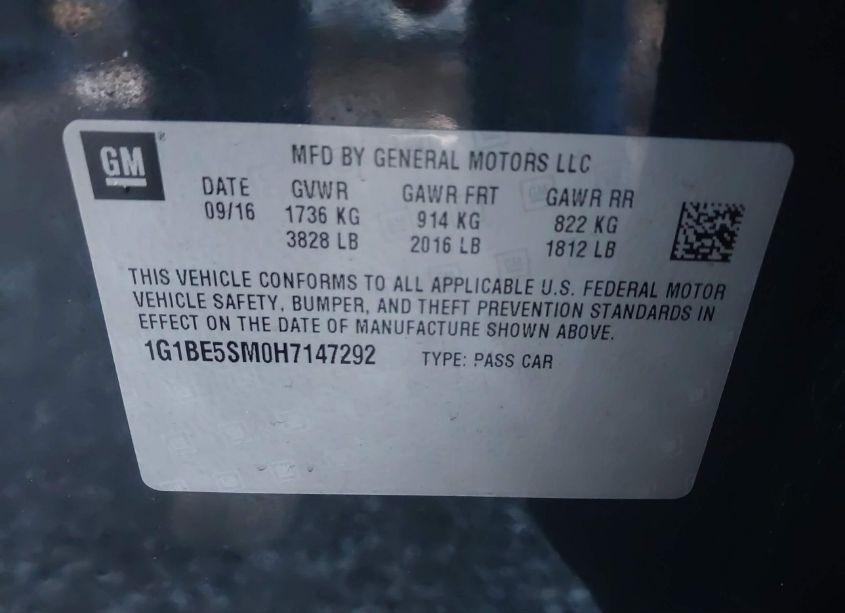 GM
MFD BY GENERAL MOTORS LLC
DATE GVWR GAWR FRT GAWR RR
09/16 1736 KG 914 KG 822 KG
3828 LB 2016 LB 1812 LB
THIS VEHICLE CONFORMS TO ALL APPLICABLE U.S. FEDERAL MOTOR
VEHICLE SAFETY, BUMPER, AND THEFT PREVENTION STANDARDS IN
EFFECT ON THE DATE OF MANUFACTURE SHOWN ABOVE.
1G1BE5SM0H7147292 TYPE: PASS CAR